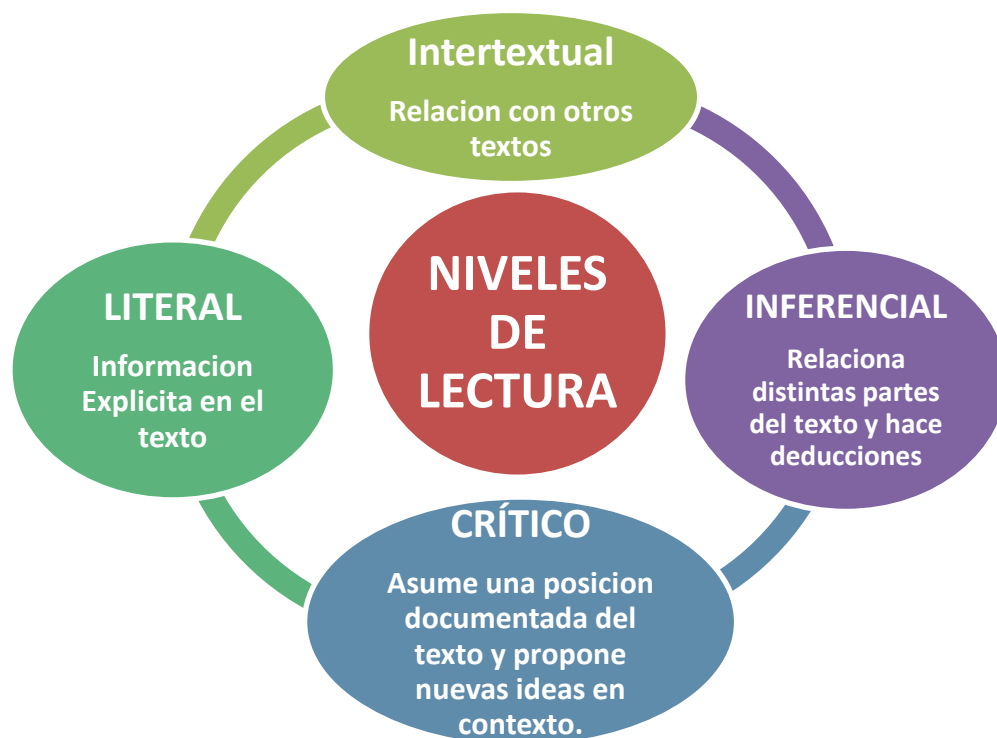 Intertextual
Relacion con otros
textos
NIVELES
DE
LECTURA
LITERAL
Informacion
Explicita en el
texto
INFERENCIAL
Relaciona
distintas partes
del texto y hace
deducciones
CRÍTICO
Asume una posicion
documentada del
texto y propone
nuevas ideas en
contexto.